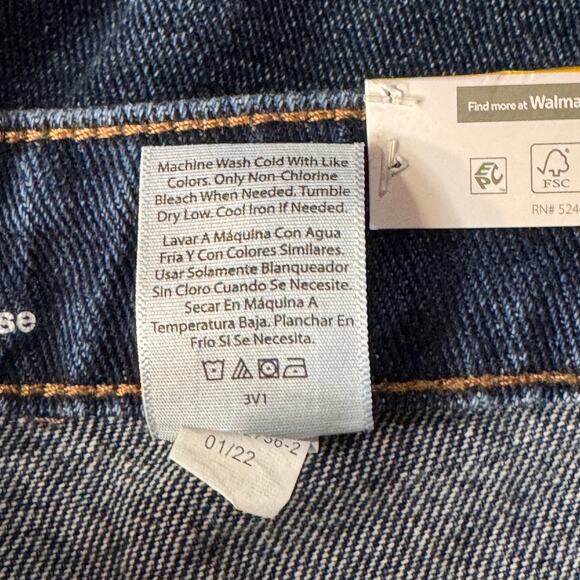 Find more at
Machine Wash Cold With Like
Colors. Only Non-Chlorine
Bleach When Needed. Tumble
Dry Low. Cool Iron If Needed.
Lavar A Máquina Con Agua
Fría Y Con Colores Similares.
Usar Solamente Blanqueador
Sin Cloro Cuando Se Necesite.
Secar En Máquina A
Temperatura Baja. Planchar En
Frío Si Se Necesita.
3V1
01/22
EPC
FSC
RN#